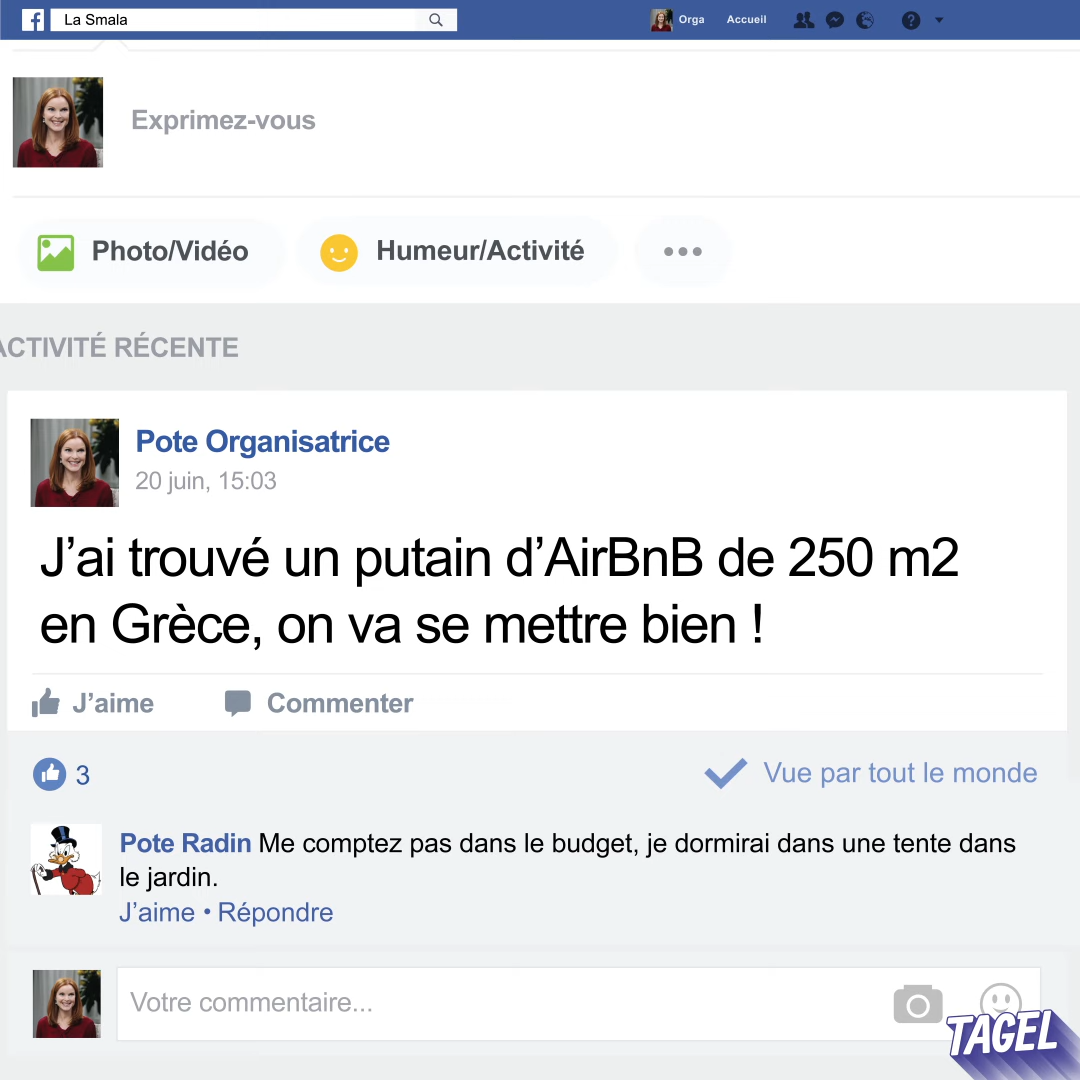 f La Smala
Orga Accueil ?
Exprimez-vous
Photo/Vidéo Humeur/Activité
ACTIVITÉ RÉCENTE
Pote Organisatrice
20 juin, 15:03
J’ai trouvé un putain d’AirBnB de 250 m2
en Grèce, on va se mettre bien !
J’aime Commenter
3 Vue par tout le monde
Pote Radin Me comptez pas dans le budget, je dormirai dans une tente dans
le jardin.
J’aime • Répondre
Votre commentaire...
TAGEL